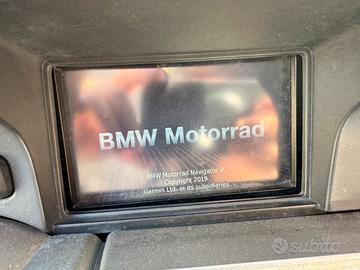 BMW Motorrad
BMW Motorrad Navigator V
Copyright 2019
Garmin Ltd. or its subsidiaries
subito